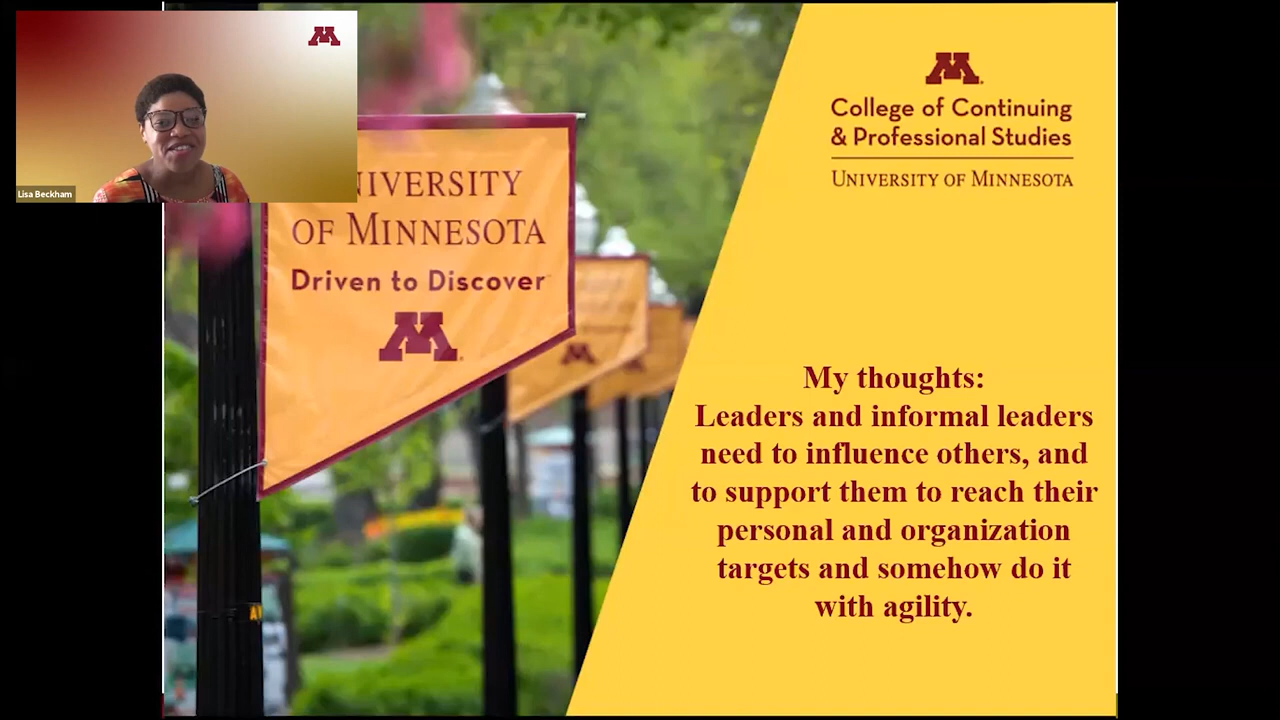 M
Lisa Beckham
NIVERSITY
OF MINNESOTA
Driven to Discover
M
M
College of Continuing
& Professional Studies
UNIVERSITY OF MINNESOTA
My thoughts:
Leaders and informal leaders
need to influence others, and
to support them to reach their
personal and organization
targets and somehow do it
with agility.